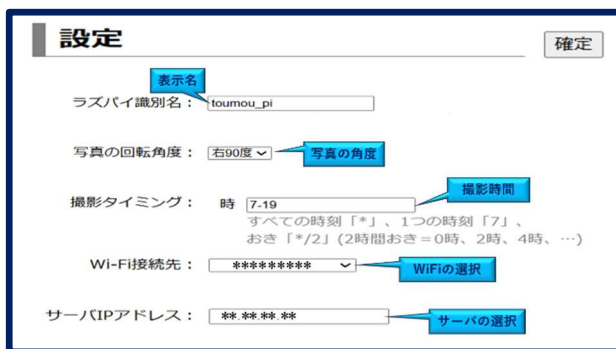 設定
確定
表示名
ラズパイ識別名： toumou_pi
写真の回転角度： 右90度 写真の角度
撮影時間
撮影タイミング： 時 7-19
すべての時刻「*」、1つの時刻「7」、
おき「*/2」(2時間おき＝0時、2時、4時、…)
Wi-Fi接続先： ********* WiFiの選択
サーバIPアドレス： **.**.**.** サーバの選択